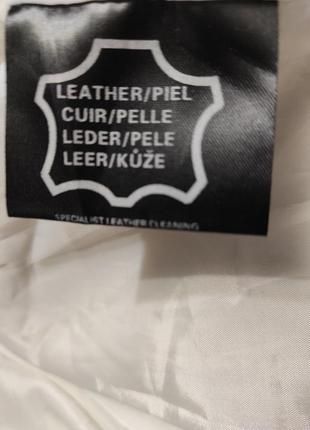 LEATHER/PIEL
CUIR/PELLE
LEDER/PELE
LEER/KŮŽE
SPECIALIST LEATHER CLEANING